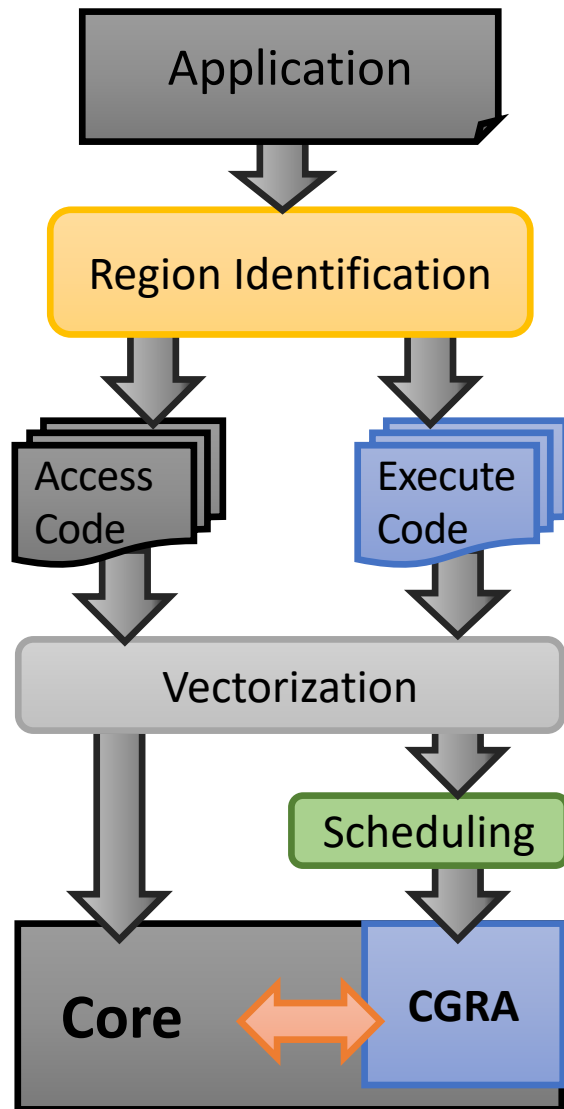 Application
Region Identification
Access
Code
Execute
Code
Vectorization
Scheduling
Core
CGRA